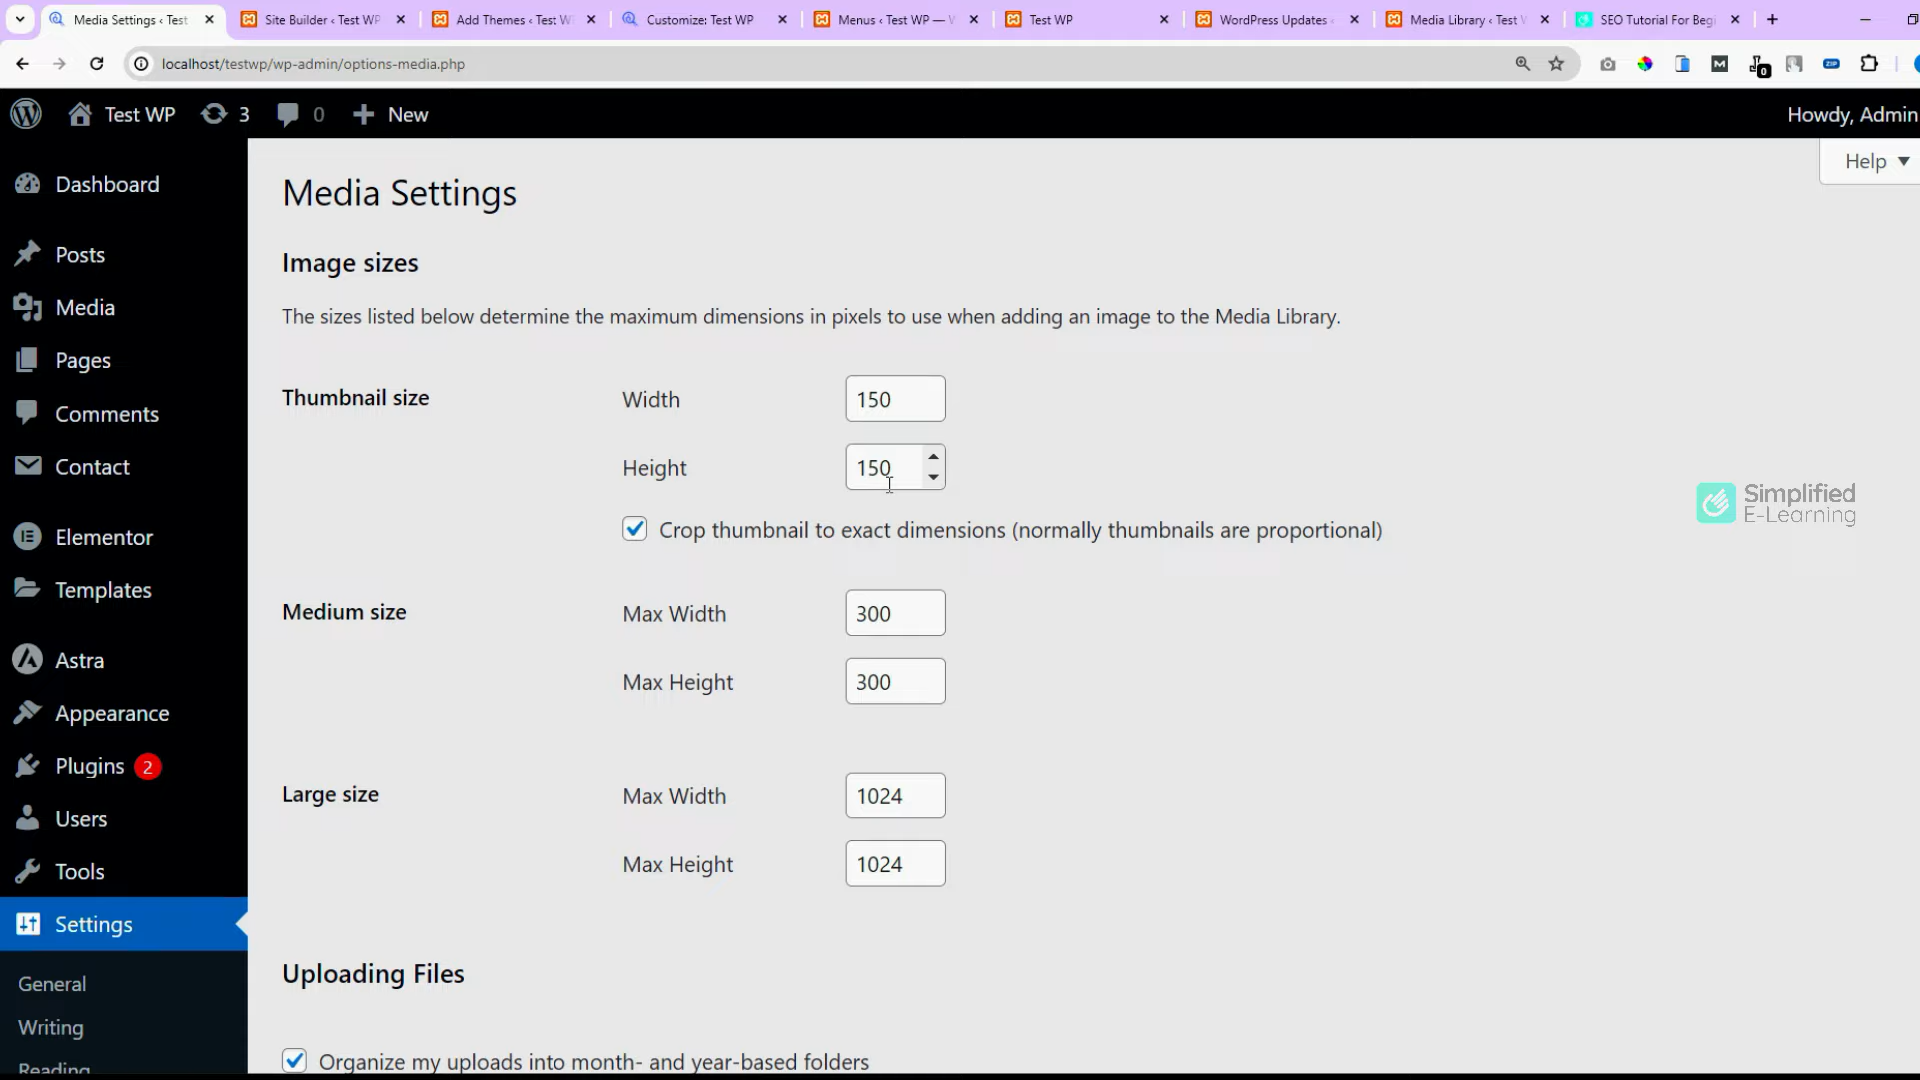 Media Settings ‹ Test
Site Builder ‹ Test WP
Add Themes ‹ Test W
Customize: Test WP
Menus ‹ Test WP —
Test WP
WordPress Updates
Media Library ‹ Test
SEO Tutorial For Begi
localhost/testwp/wp-admin/options-media.php
M
0
ZIP
Test WP
3
0
New
Howdy, Admin
Help
Dashboard
Posts
Media
Pages
Comments
Contact
Elementor
Templates
Astra
Appearance
Plugins 2
Users
Tools
Settings
General
Writing
Reading
Media Settings
Image sizes
The sizes listed below determine the maximum dimensions in pixels to use when adding an image to the Media Library.
Thumbnail size
Width 150
Height 150
Crop thumbnail to exact dimensions (normally thumbnails are proportional)
Medium size
Max Width 300
Max Height 300
Large size
Max Width 1024
Max Height 1024
Uploading Files
Organize my uploads into month- and year-based folders
Simplified
E-Learning